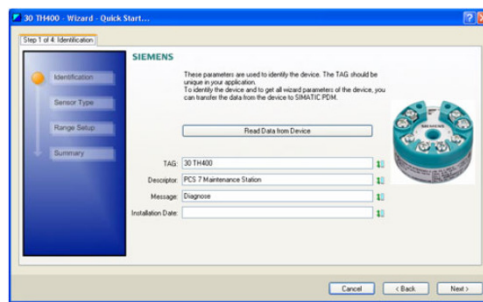 30 TH400 - Wizard - Quick Start...
Step 1 of 4: Identification
SIEMENS
Identification
Sensor Type
Range Setup
Summary
These parameters are used to identify the device. The TAG should be
unique in your application.
To identify the device and to get all wizard parameters of the device, you
can transfer the data from the device to SIMATIC PDM.
Read Data from Device
TAG: 30 TH400
Descriptor: PCS 7 Maintenance Station
Message: Diagnose
Installation Date:
Cancel
< Back
Next >